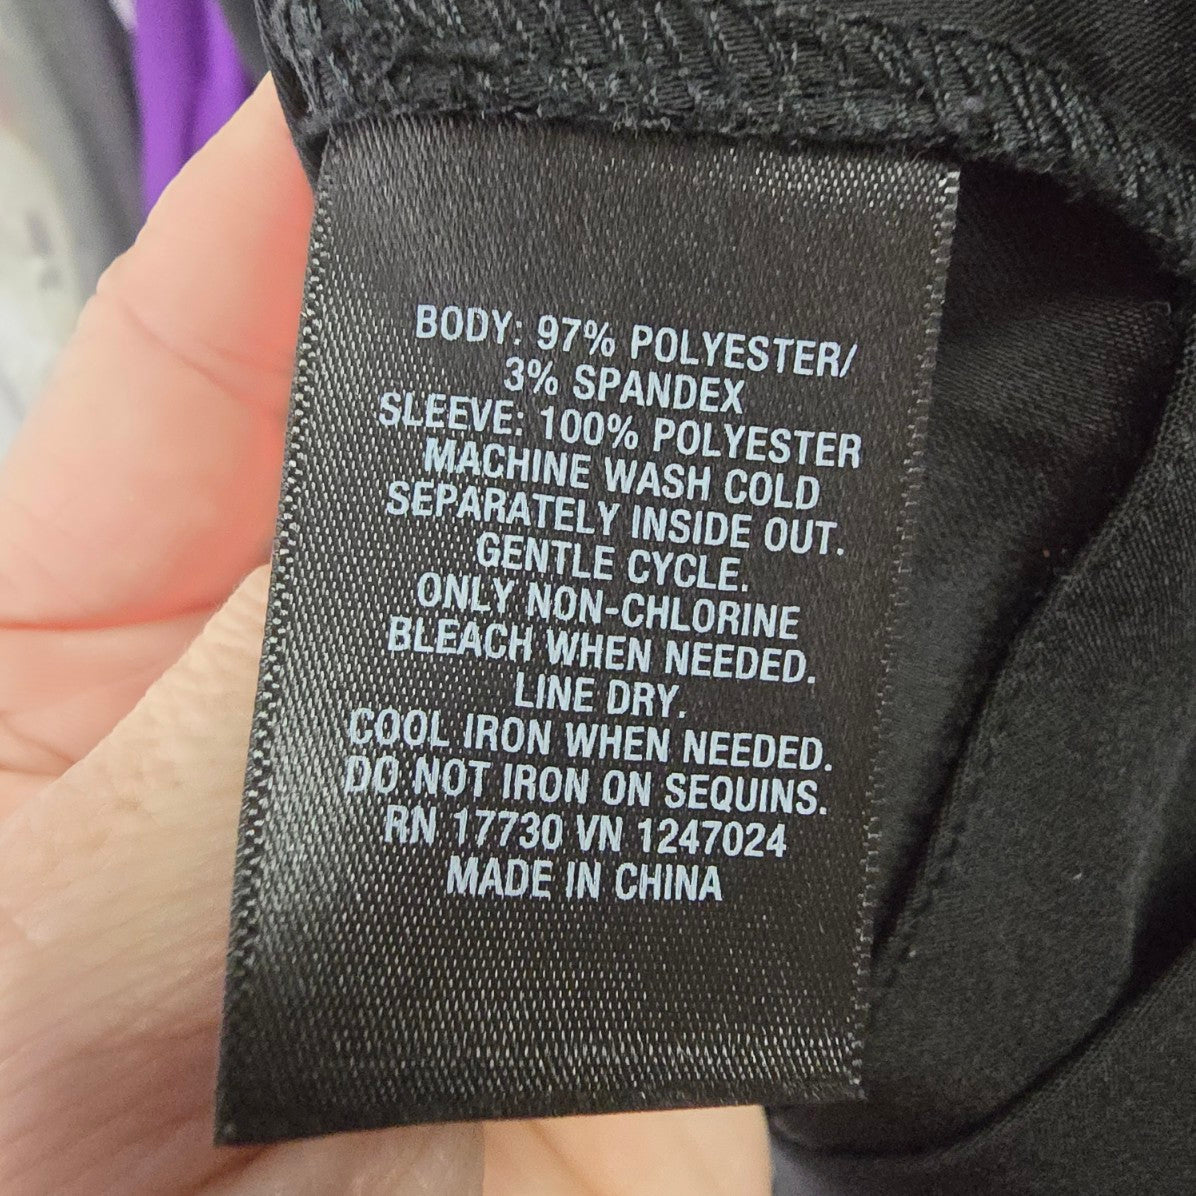 BODY: 97% POLYESTER/
3% SPANDEX
SLEEVE: 100% POLYESTER
MACHINE WASH COLD
SEPARATELY INSIDE OUT.
GENTLE CYCLE.
ONLY NON-CHLORINE
BLEACH WHEN NEEDED.
LINE DRY.
COOL IRON WHEN NEEDED.
DO NOT IRON ON SEQUINS.
RN 17730 VN 1247024
MADE IN CHINA